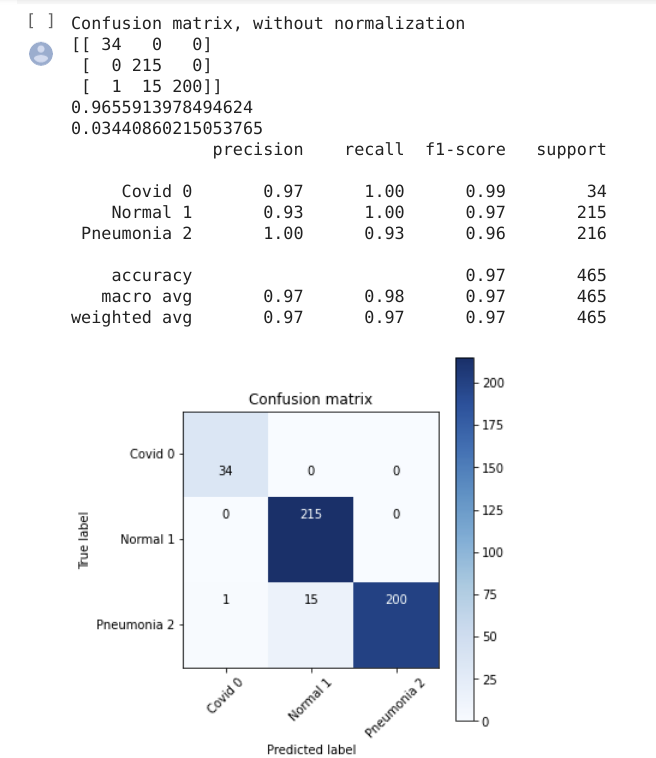 [ ] Confusion matrix, without normalization
[[ 34 0 0]
[ 0 215 0]
[ 1 15 200]]
0.9655913978494624
0.03440860215053765
precision recall f1-score support
Covid 0 0.97 1.00 0.99 34
Normal 1 0.93 1.00 0.97 215
Pneumonia 2 1.00 0.93 0.96 216
accuracy 0.97 465
macro avg 0.97 0.98 0.97 465
weighted avg 0.97 0.97 0.97 465
Confusion matrix
True label
Covid 0
34 0 0
Normal 1
0 215 0
Pneumonia 2
1 15 200
Covid 0
Normal 1
Pneumonia 2
Predicted label
200
175
150
125
100
75
50
25
0